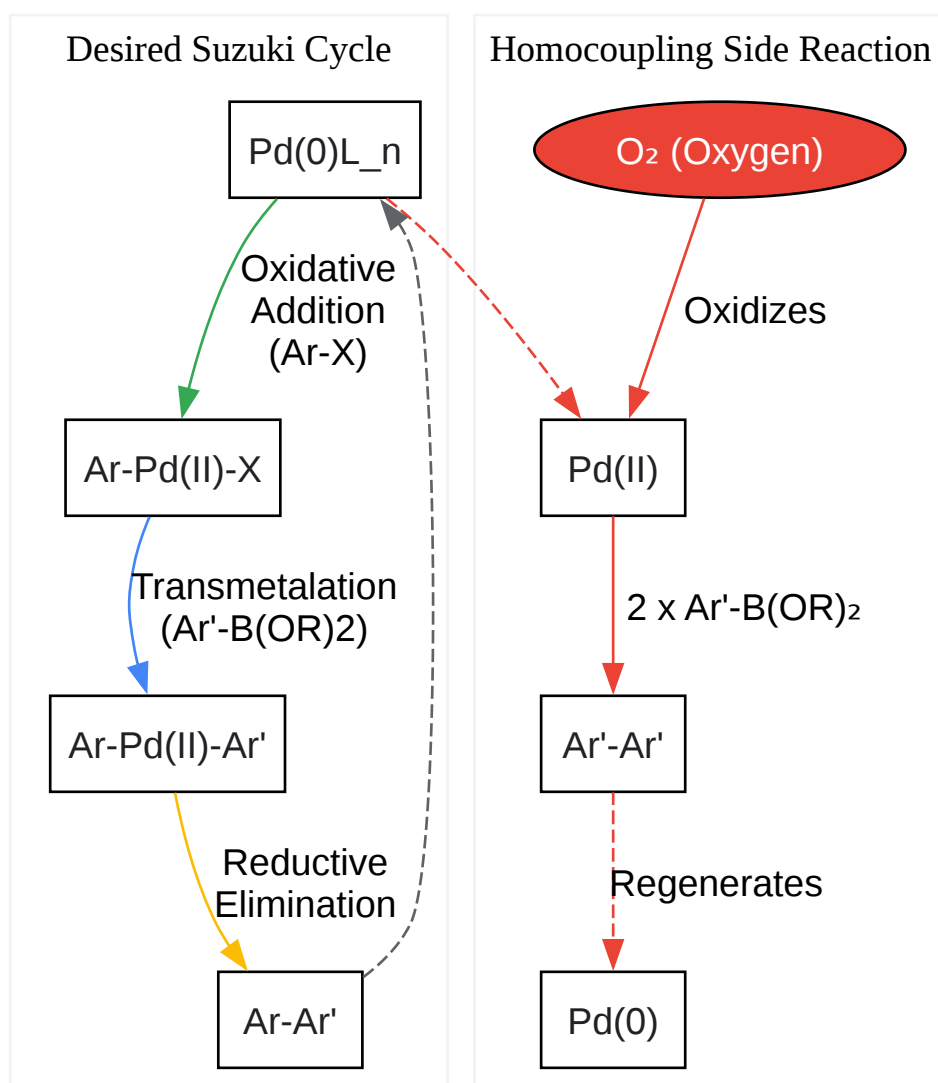 Desired Suzuki Cycle
Pd(0)L_n
Oxidative
Addition
(Ar-X)
Ar-Pd(II)-X
Transmetalation
(Ar'-B(OR)2)
Ar-Pd(II)-Ar'
Reductive
Elimination
Ar-Ar'
Homocoupling Side Reaction
O₂ (Oxygen)
Oxidizes
Pd(II)
2 x Ar'-B(OR)₂
Ar'-Ar'
Regenerates
Pd(0)